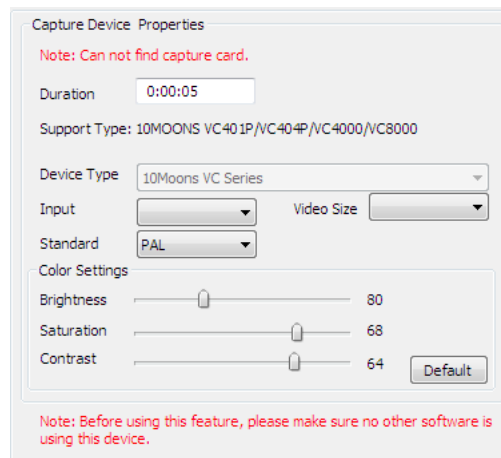 Capture Device Properties
Note: Can not find capture card.
Duration 0:00:05
Support Type: 10MOONS VC401P/VC404P/VC4000/VC8000
Device Type 10Moons VC Series
Input Video Size
Standard PAL
Color Settings
Brightness 80
Saturation 68
Contrast 64 Default
Note: Before using this feature, please make sure no other software is
using this device.